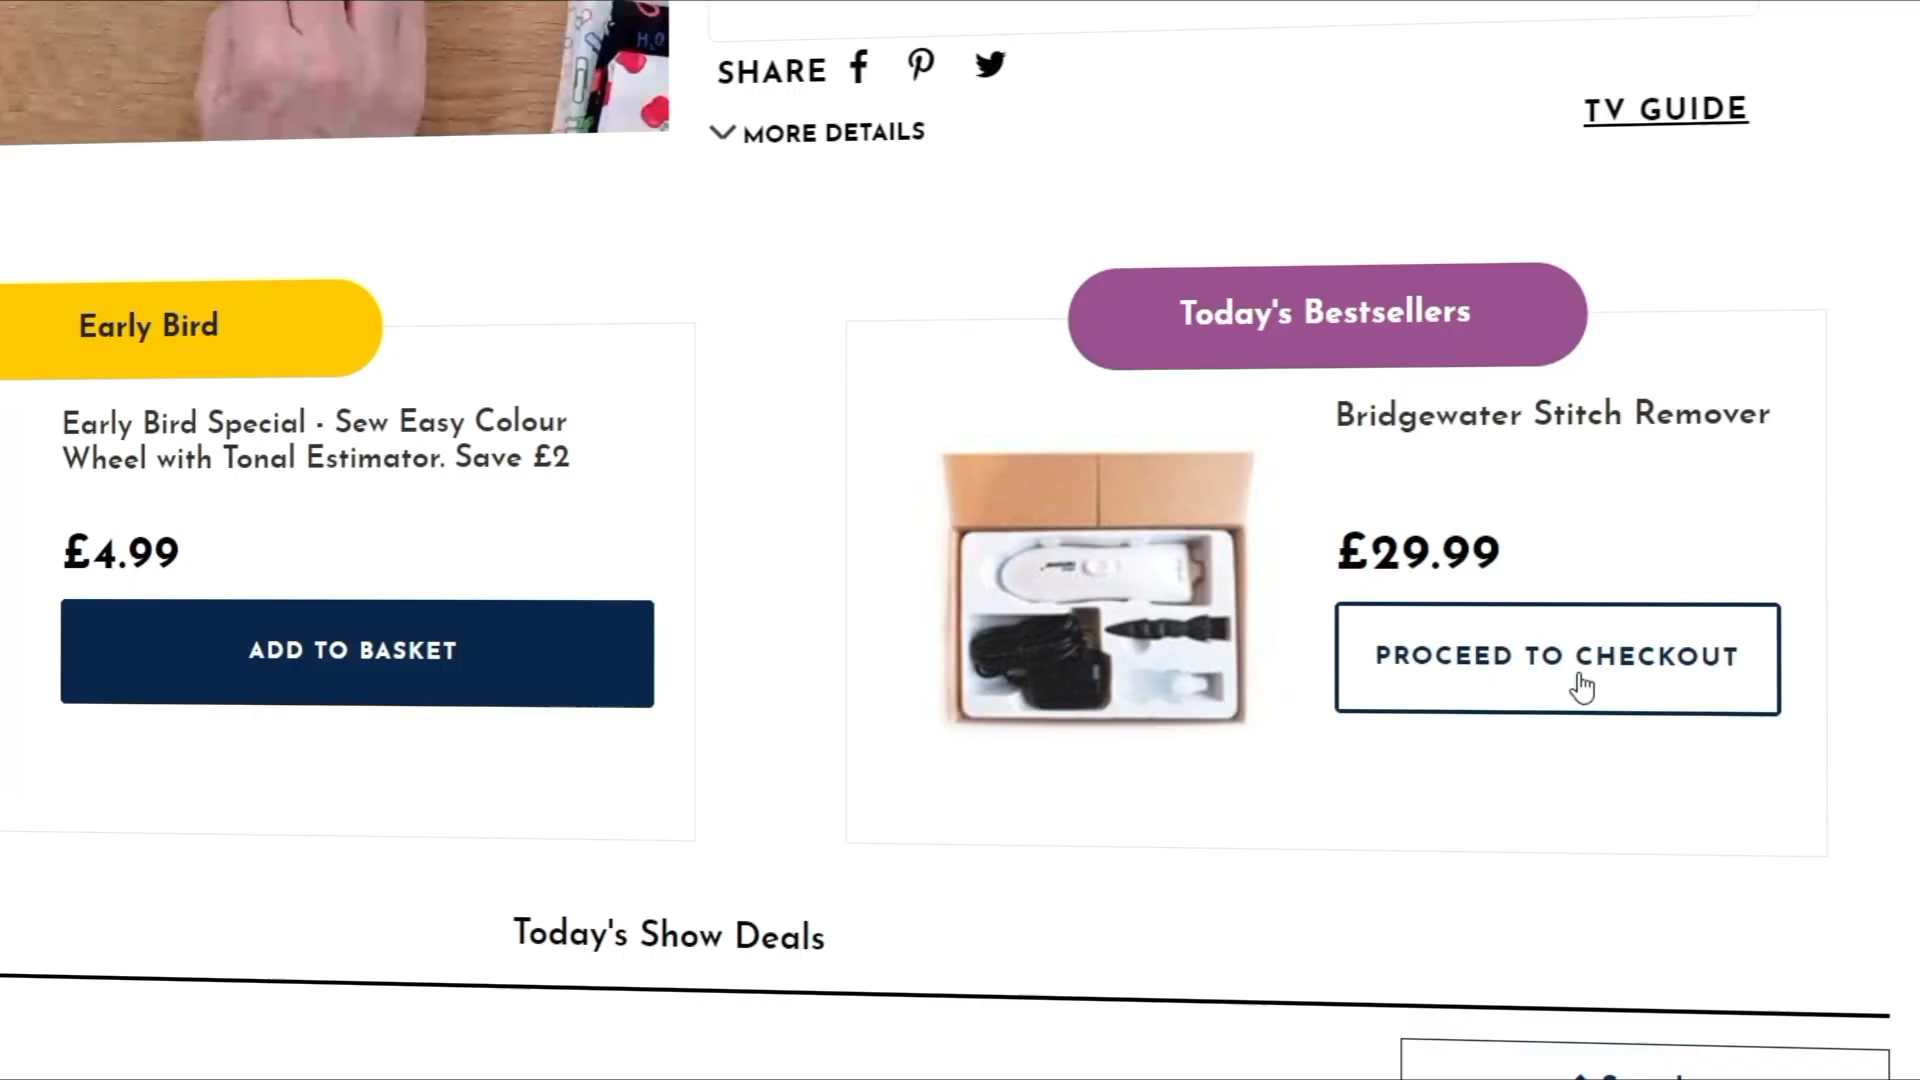 H₂O
SHARE
TV GUIDE
MORE DETAILS
Early Bird
Today's Bestsellers
Early Bird Special - Sew Easy Colour
Wheel with Tonal Estimator. Save £2
£4.99
ADD TO BASKET
Bridgewater Stitch Remover
£29.99
PROCEED TO CHECKOUT
Today's Show Deals